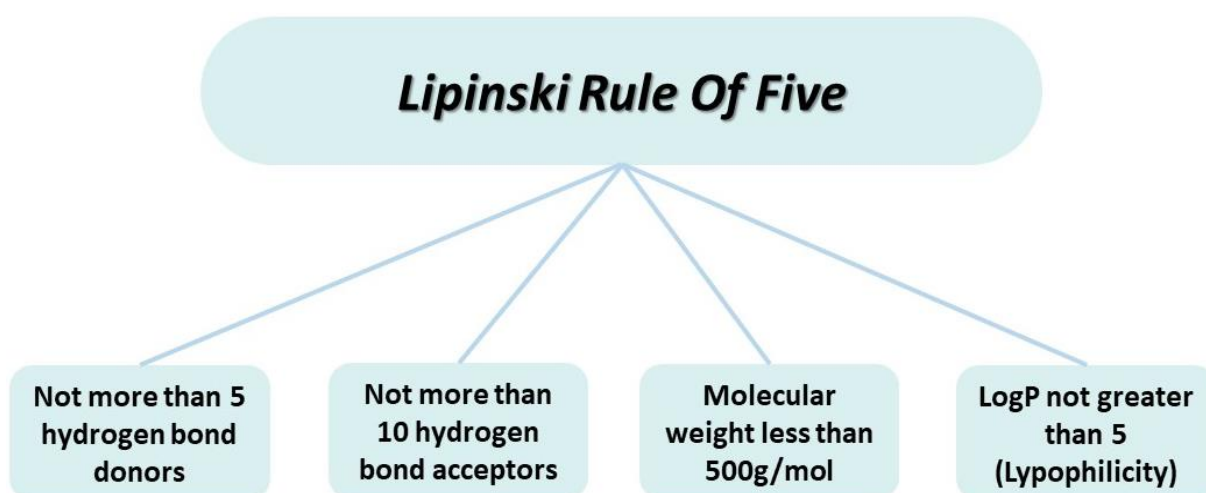 Lipinski Rule Of Five
Not more than 5
hydrogen bond
donors
Not more than
10 hydrogen
bond acceptors
Molecular
weight less than
500g/mol
LogP not greater
than 5
(Lypophilicity)